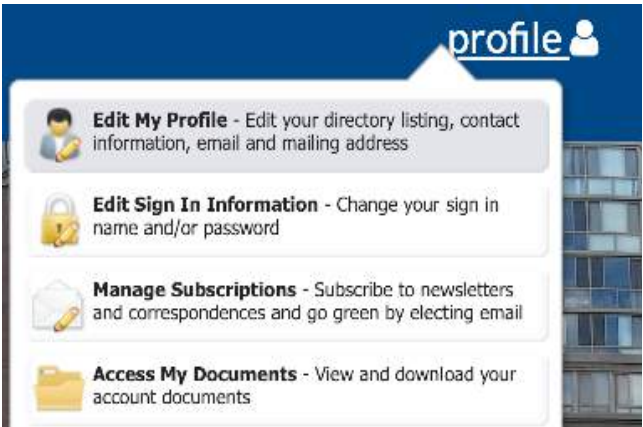 profile
Edit My Profile - Edit your directory listing, contact
information, email and mailing address
Edit Sign In Information - Change your sign in
name and/or password
Manage Subscriptions - Subscribe to newsletters
and correspondences and go green by electing email
Access My Documents - View and download your
account documents